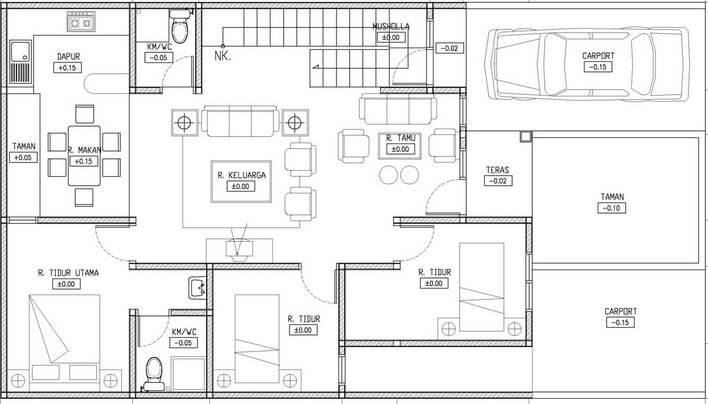 DAPUR
+0.15
KM/WC
-0.05
NK.
MUSHOLLA
±0.00
-0.02
CARPORT
-0.15
TAMAN
+0.05
R. MAKAN
+0.15
R. KELUARGA
±0.00
R. TAMU
±0.00
TERAS
-0.02
TAMAN
-0.10
R. TIDUR UTAMA
±0.00
KM/WC
-0.05
R. TIDUR
±0.00
R. TIDUR
±0.00
CARPORT
-0.15